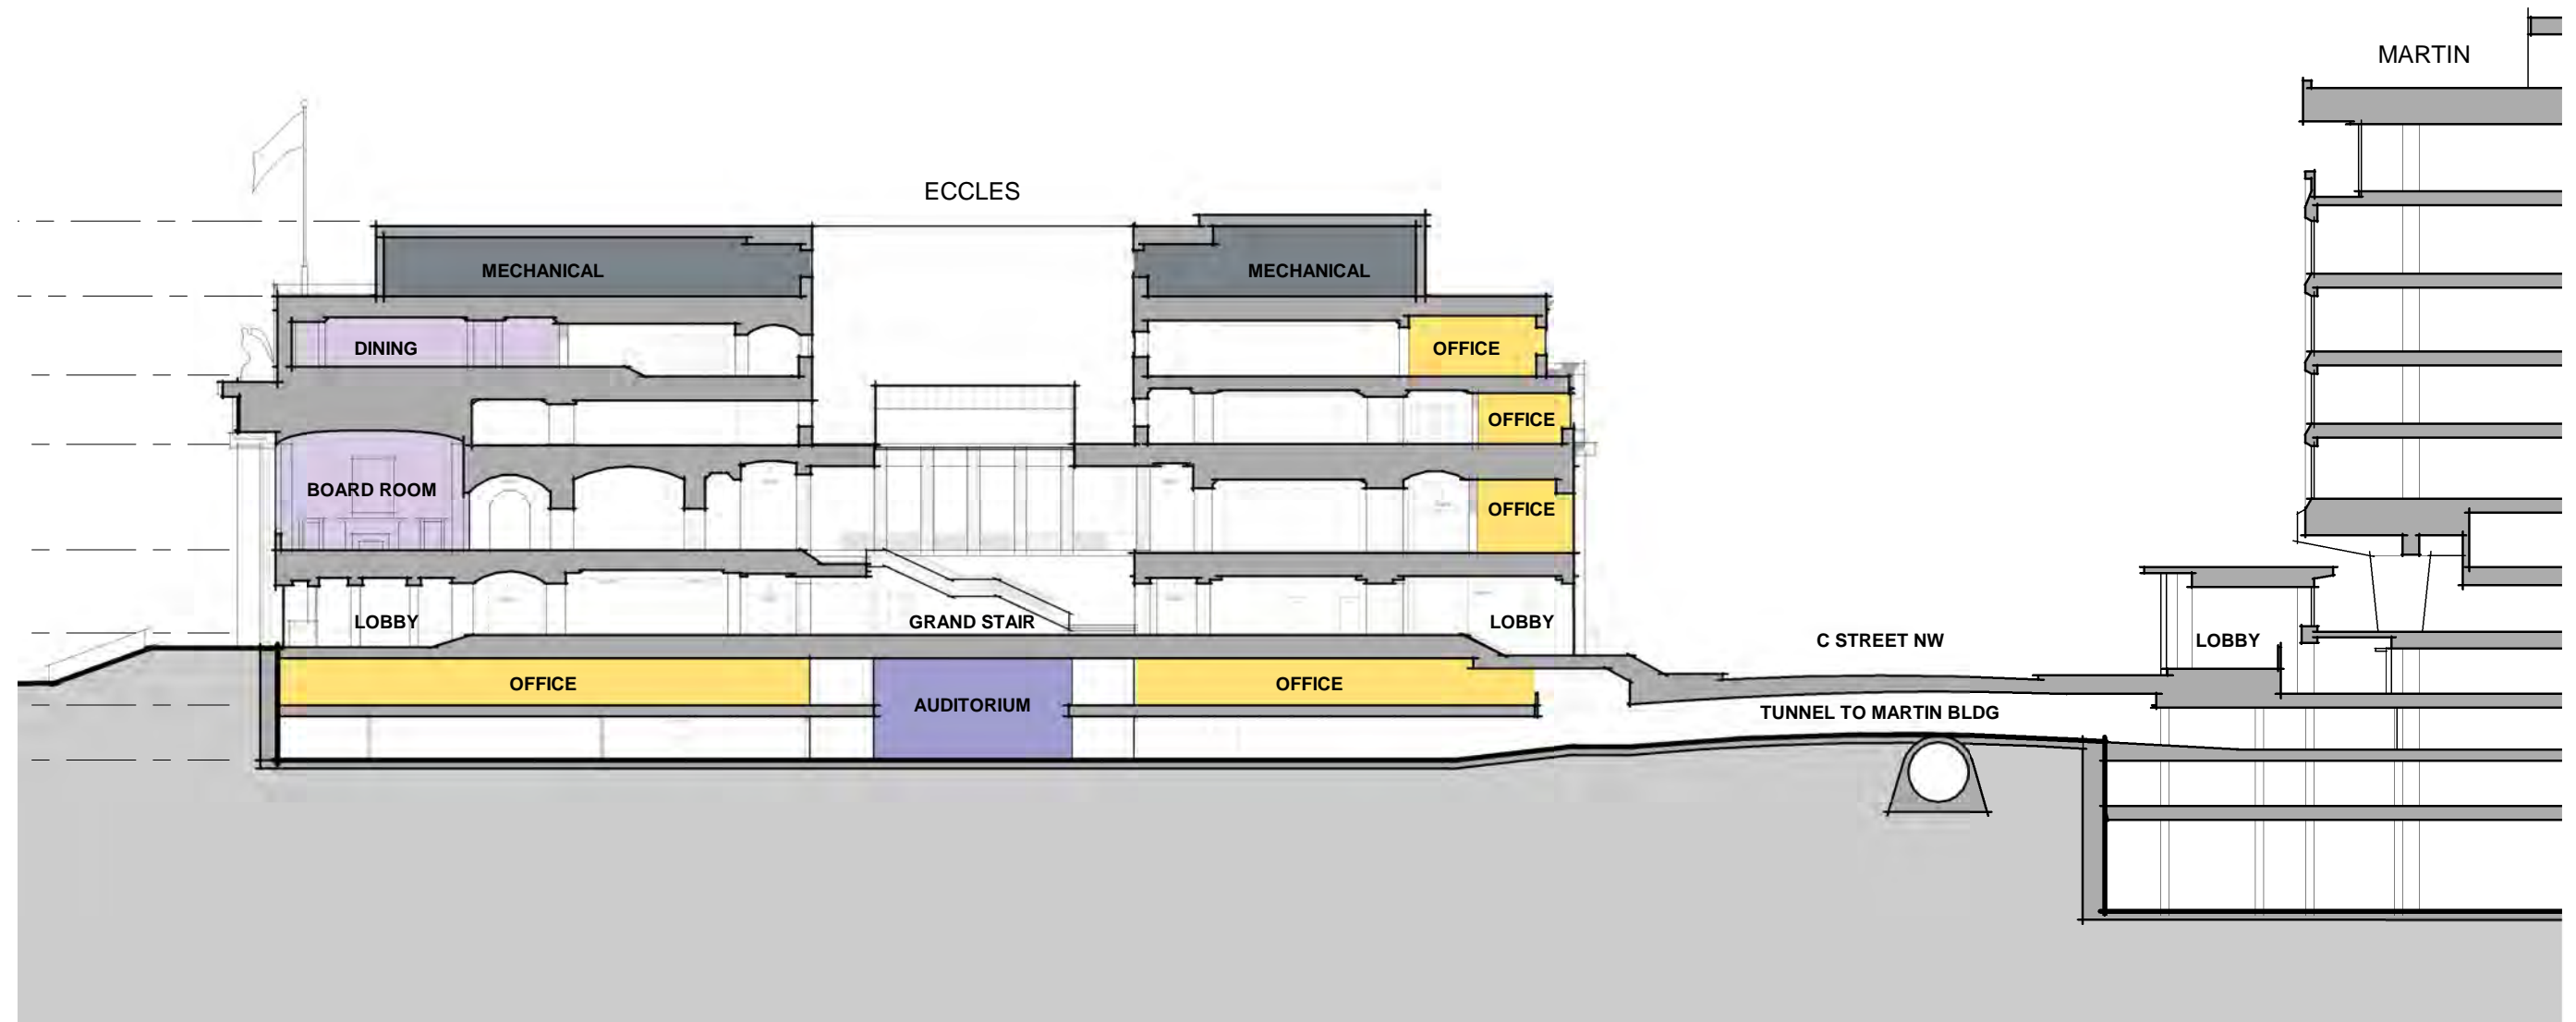 MARTIN
ECCLES
MECHANICAL
MECHANICAL
DINING
OFFICE
OFFICE
BOARD ROOM
OFFICE
LOBBY
GRAND STAIR
LOBBY
C STREET NW
LOBBY
OFFICE
OFFICE
AUDITORIUM
TUNNEL TO MARTIN BLDG